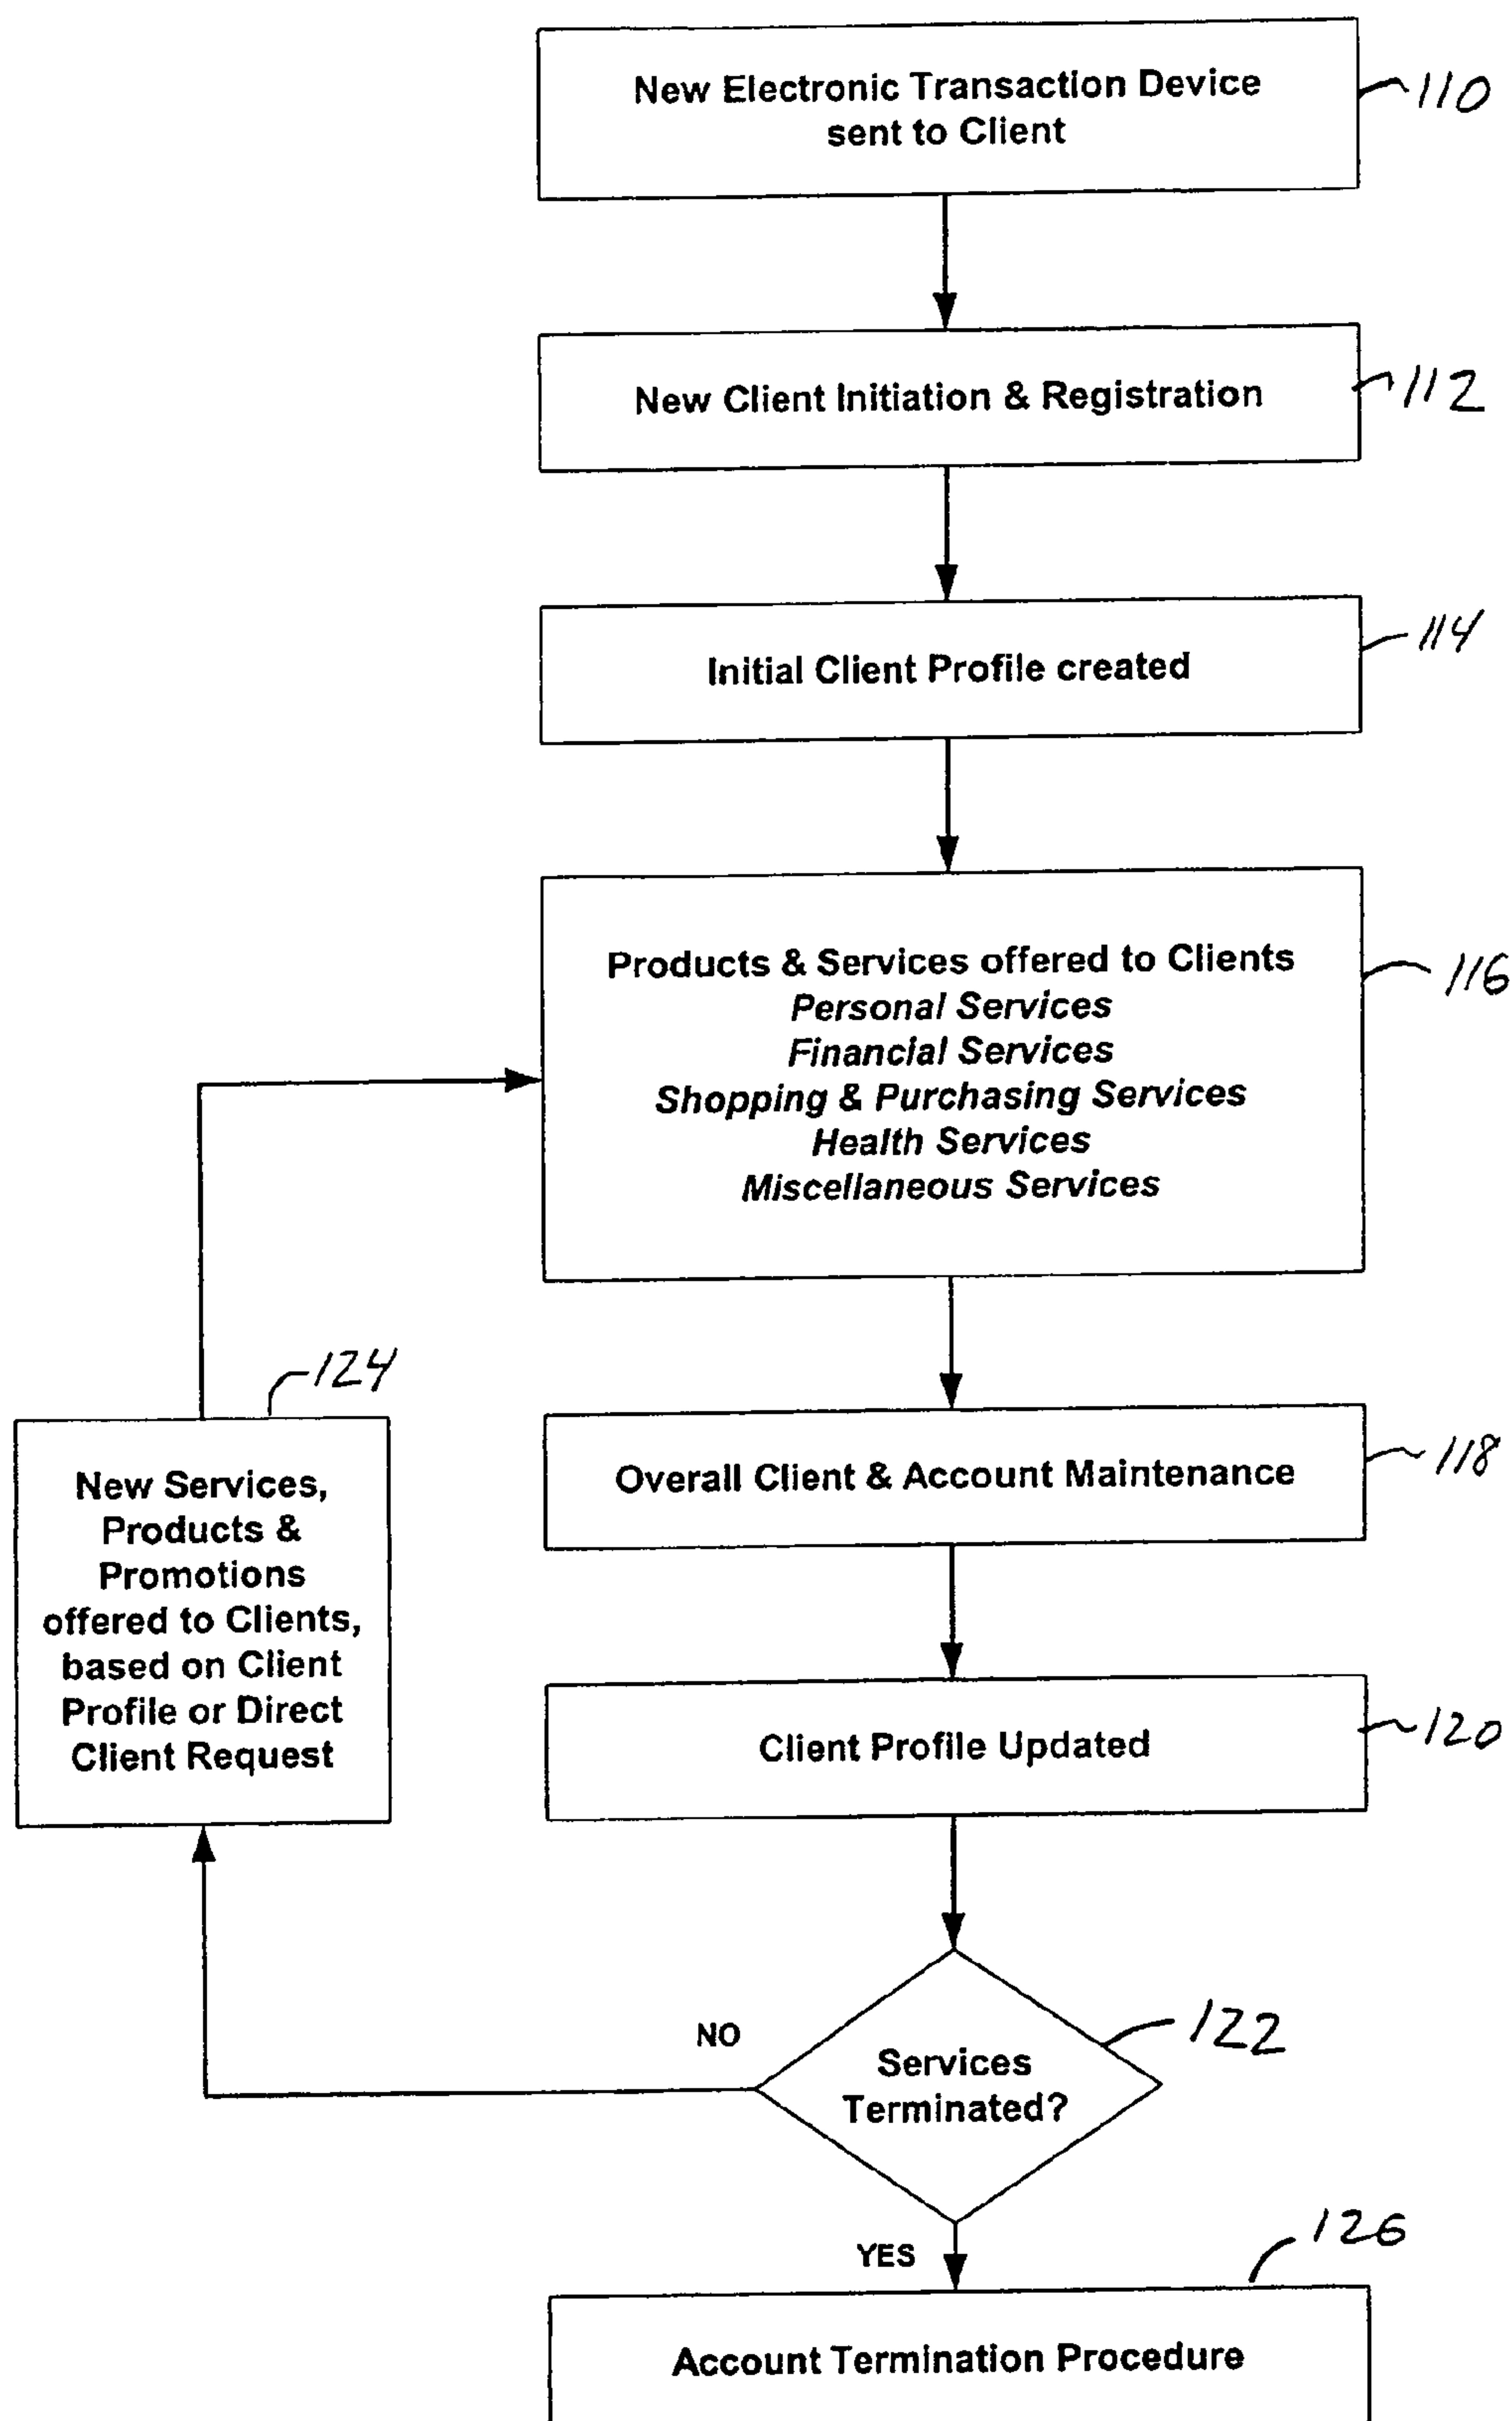 New Electronic Transaction Device
sent to Client
110
New Client Initiation & Registration
112
Initial Client Profile created
114
Products & Services offered to Clients
Personal Services
Financial Services
Shopping & Purchasing Services
Health Services
Miscellaneous Services
116
124
New Services,
Products &
Promotions
offered to Clients,
based on Client
Profile or Direct
Client Request
Overall Client & Account Maintenance
118
Client Profile Updated
120
NO
Services
Terminated?
122
YES
126
Account Termination Procedure